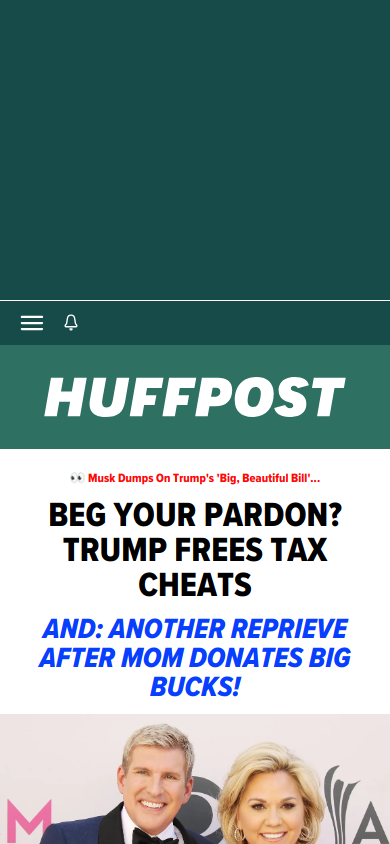 HUFFPOST
Musk Dumps On Trump's 'Big, Beautiful Bill'...
BEG YOUR PARDON?
TRUMP FREES TAX
CHEATS
AND: ANOTHER REPRIEVE
AFTER MOM DONATES BIG
BUCKS!
M
A